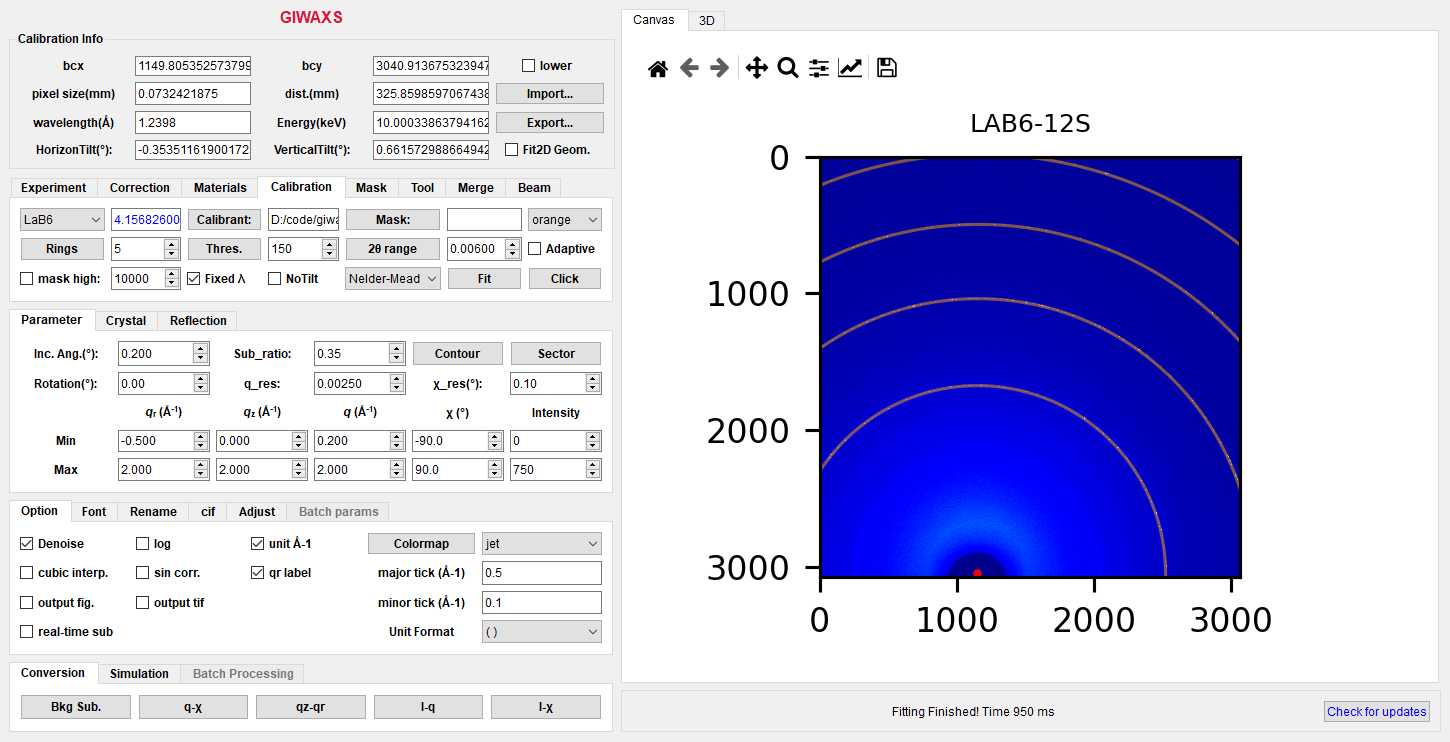 GIWAXS
Calibration Info
bcx 1149.805352573799 bcy 3040.913675323947 lower
pixel size(mm) 0.0732421875 dist.(mm) 325.8598597067438 Import...
wavelength(Å) 1.2398 Energy(keV) 10.00033863794162 Export...
HorizonTilt(°): -0.35351161900172 VerticalTilt(°): 0.661572988664942 Fit2D Geom.
Experiment Correction Materials Calibration Mask Tool Merge Beam
LaB6 4.15682600 Calibrant: D:/code/giwa Mask: orange
Rings 5 Thres. 150 2θ range 0.00600 Adaptive
mask high: 10000 Fixed λ NoTilt Nelder-Mead Fit Click
Parameter Crystal Reflection
Inc. Ang.(°): 0.200 Sub_ratio: 0.35 Contour Sector
Rotation(°): 0.00 q_res: 0.00250 χ_res(°): 0.10
qr (Å-1) qz (Å-1) q (Å-1) χ (°) Intensity
Min -0.500 0.000 0.200 -90.0 0
Max 2.000 2.000 2.000 90.0 750
Option Font Rename cif Adjust Batch params
Denoise log unit Å-1 Colormap jet
cubic interp. sin corr. qr label major tick (Å-1) 0.5
output fig. output tif minor tick (Å-1) 0.1
real-time sub Unit Format ( )
Conversion Simulation Batch Processing
Bkg Sub. q-χ qz-qr I-q I-χ
Canvas 3D
LAB6-12S
0
1000
2000
3000
0 1000 2000 3000
Fitting Finished! Time 950 ms
Check for updates